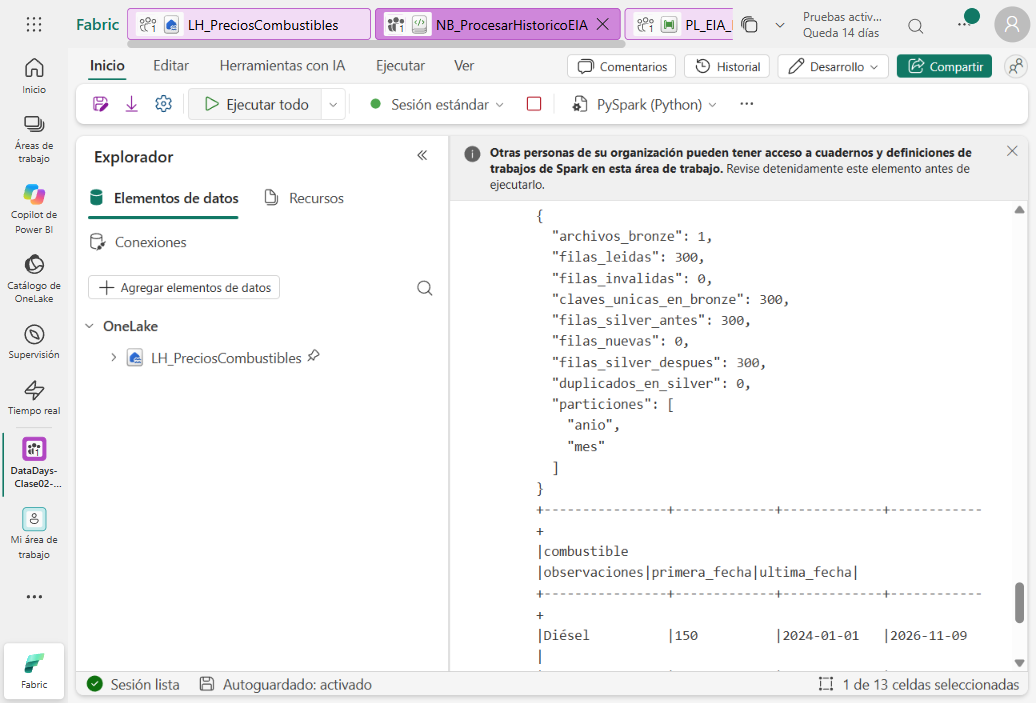 Fabric
LH_PreciosCombustibles
NB_ProcesarHistoricoEIA
PL_EIA_
Pruebas activ...
Queda 14 días
Inicio
Editar
Herramientas con IA
Ejecutar
Ver
Comentarios
Historial
Desarrollo
Compartir
Ejecutar todo
Sesión estándar
PySpark (Python)
Inicio
Áreas de
trabajo
Copilot de
Power BI
Catálogo de
OneLake
Supervisión
Tiempo real
DataDays-
Clase02-...
Mi área de
trabajo
Fabric
Explorador
Elementos de datos
Recursos
Conexiones
Agregar elementos de datos
OneLake
LH_PreciosCombustibles
Otras personas de su organización pueden tener acceso a cuadernos y definiciones de
trabajos de Spark en esta área de trabajo. Revise detenidamente este elemento antes de
ejecutarlo.
{
"archivos_bronze": 1,
"filas_leidas": 300,
"filas_invalidas": 0,
"claves_unicas_en_bronze": 300,
"filas_silver_antes": 300,
"filas_nuevas": 0,
"filas_silver_despues": 300,
"duplicados_en_silver": 0,
"particiones": [
"anio",
"mes"
]
}
+----------------+-------------+-------------+------------
+
|combustible
|observaciones|primera_fecha|ultima_fecha|
+----------------+-------------+-------------+------------
+
|Diésel |150 |2024-01-01 |2026-11-09
|
Sesión lista
Autoguardado: activado
1 de 13 celdas seleccionadas